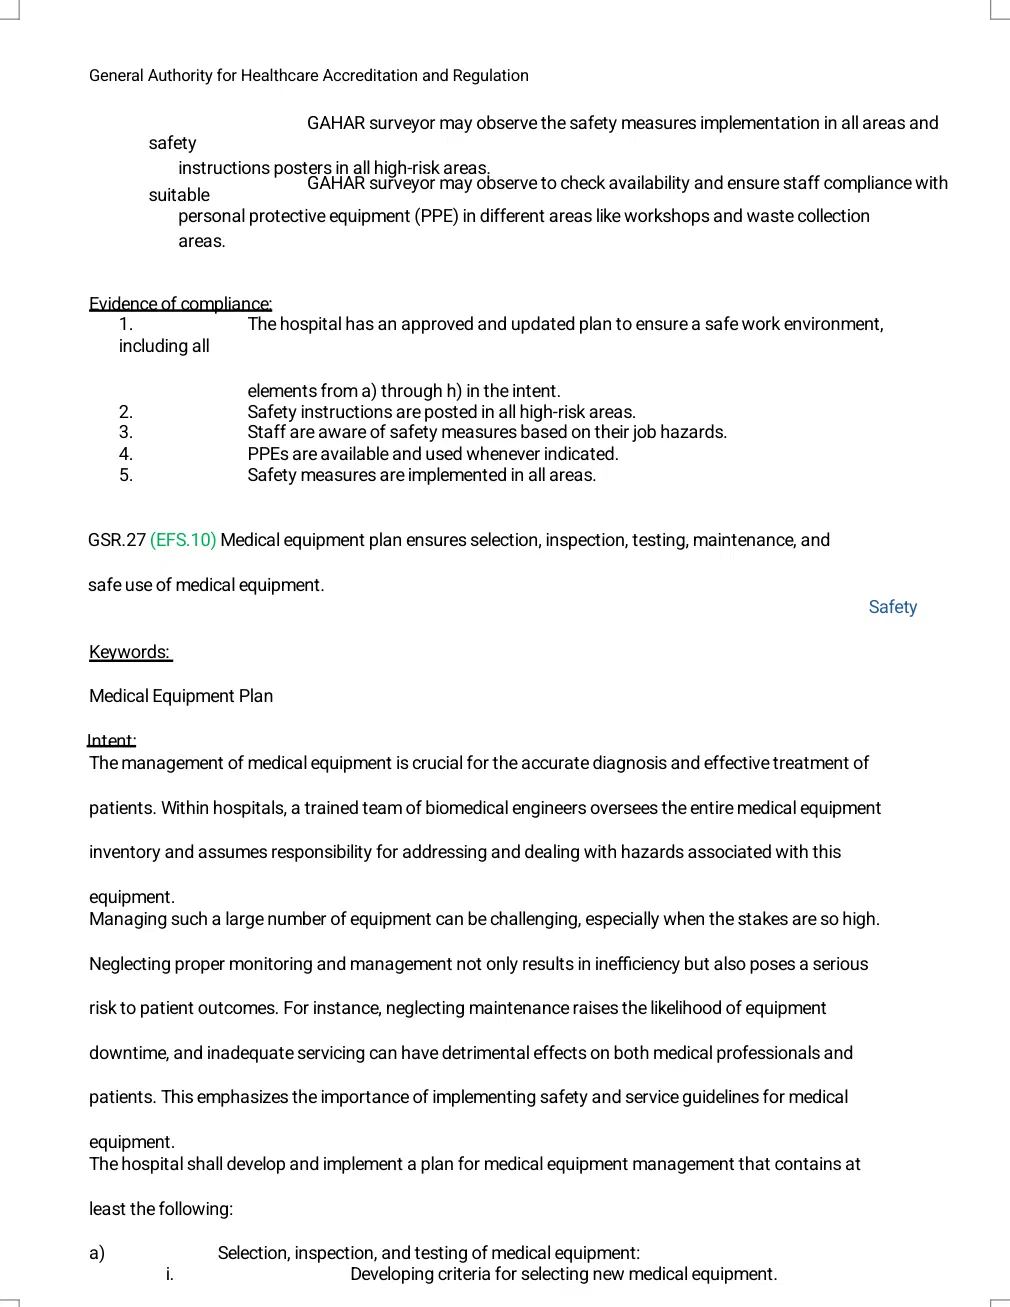 General Authority for Healthcare Accreditation and Regulation
GAHAR surveyor may observe the safety measures implementation in all areas and
safety
instructions posters in all high-risk areas.
GAHAR surveyor may observe to check availability and ensure staff compliance with
suitable
personal protective equipment (PPE) in different areas like workshops and waste collection
areas.
Evidence of compliance:
1. The hospital has an approved and updated plan to ensure a safe work environment,
including all
elements from a) through h) in the intent.
2. Safety instructions are posted in all high-risk areas.
3. Staff are aware of safety measures based on their job hazards.
4. PPEs are available and used whenever indicated.
5. Safety measures are implemented in all areas.
GSR.27 (EFS.10) Medical equipment plan ensures selection, inspection, testing, maintenance, and
safe use of medical equipment.
Safety
Keywords:
Medical Equipment Plan
Intent:
The management of medical equipment is crucial for the accurate diagnosis and effective treatment of
patients. Within hospitals, a trained team of biomedical engineers oversees the entire medical equipment
inventory and assumes responsibility for addressing and dealing with hazards associated with this
equipment.
Managing such a large number of equipment can be challenging, especially when the stakes are so high.
Neglecting proper monitoring and management not only results in inefficiency but also poses a serious
risk to patient outcomes. For instance, neglecting maintenance raises the likelihood of equipment
downtime, and inadequate servicing can have detrimental effects on both medical professionals and
patients. This emphasizes the importance of implementing safety and service guidelines for medical
equipment.
The hospital shall develop and implement a plan for medical equipment management that contains at
least the following:
a) Selection, inspection, and testing of medical equipment:
i. Developing criteria for selecting new medical equipment.